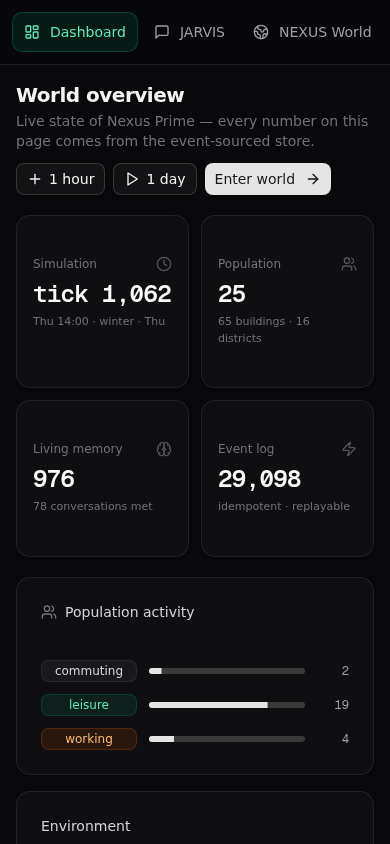 Dashboard
JARVIS
NEXUS World
World overview
Live state of Nexus Prime — every number on this
page comes from the event-sourced store.
1 hour
1 day
Enter world
Simulation
tick 1,062
Thu 14:00 · winter · Thu
Population
25
65 buildings · 16
districts
Living memory
976
78 conversations met
Event log
29,098
idempotent · replayable
Population activity
commuting 2
leisure 19
working 4
Environment